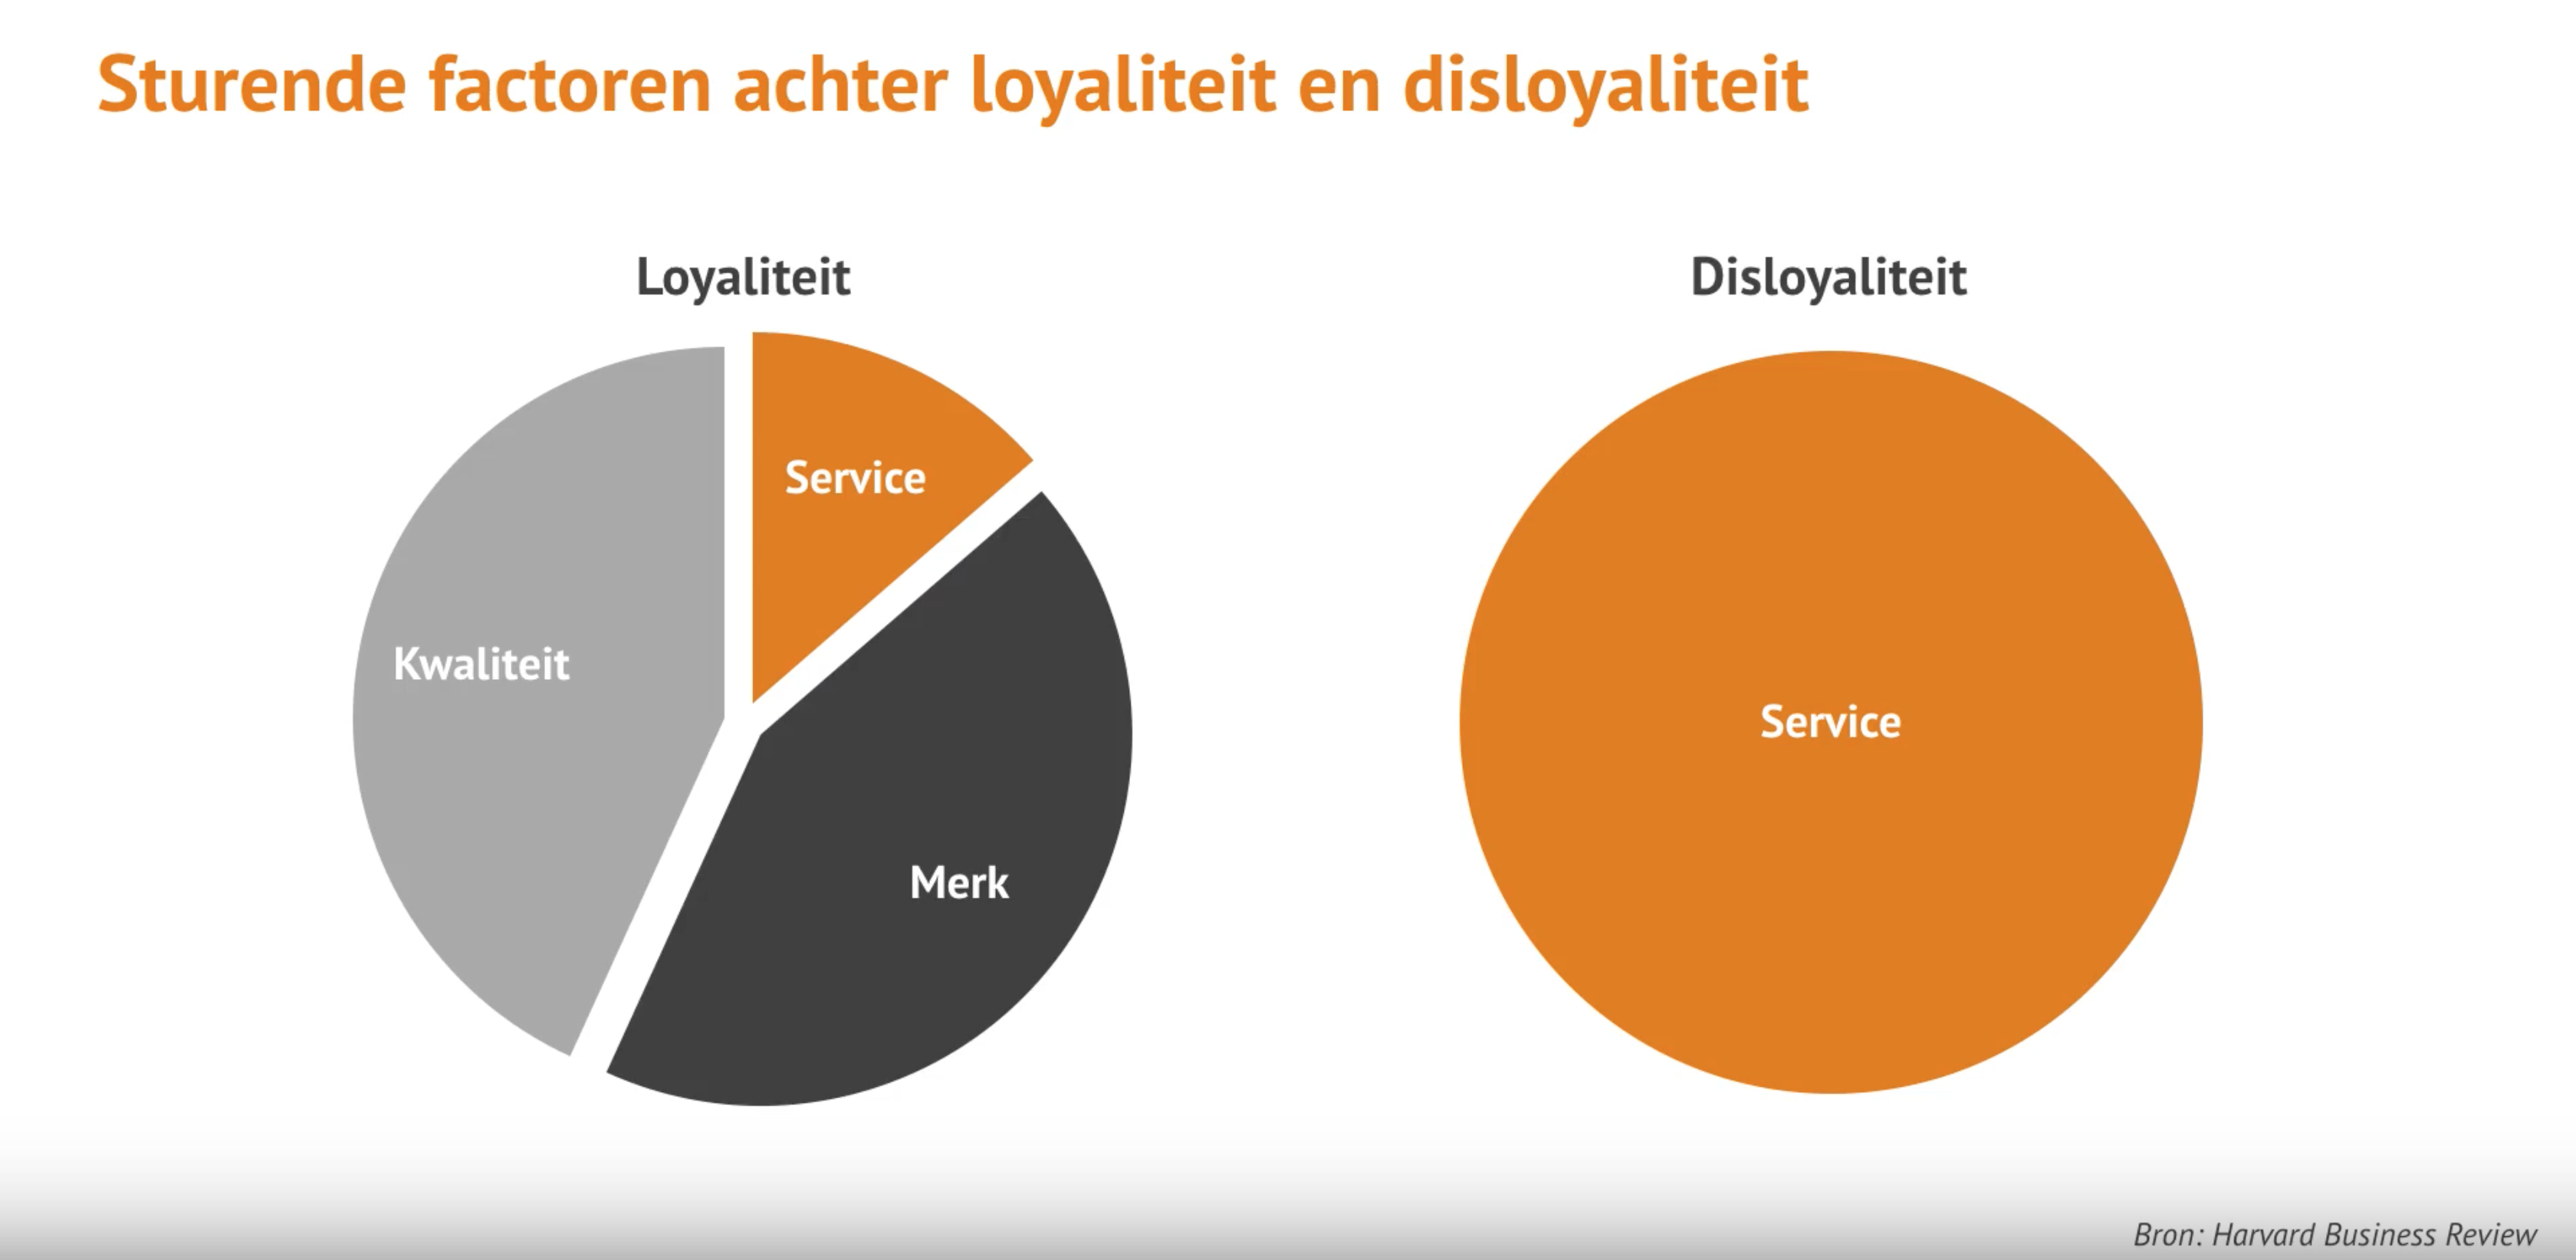 Sturende factoren achter loyaliteit en disloyaliteit
Loyaliteit
Service
Kwaliteit
Merk
Disloyaliteit
Service
Bron: Harvard Business Review